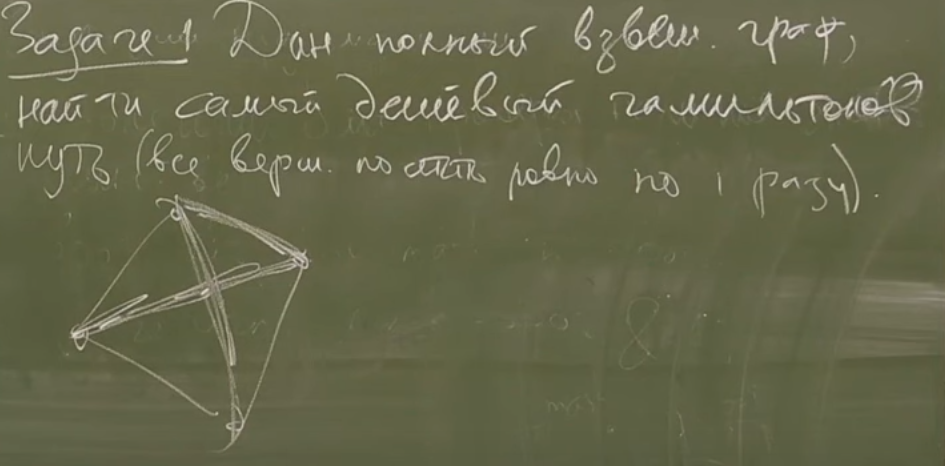 Задача 1 Дан полный взвеш. граф,
найти самый дешёвый гамильтонов
путь (все верш. посетить ровно по 1 разу).